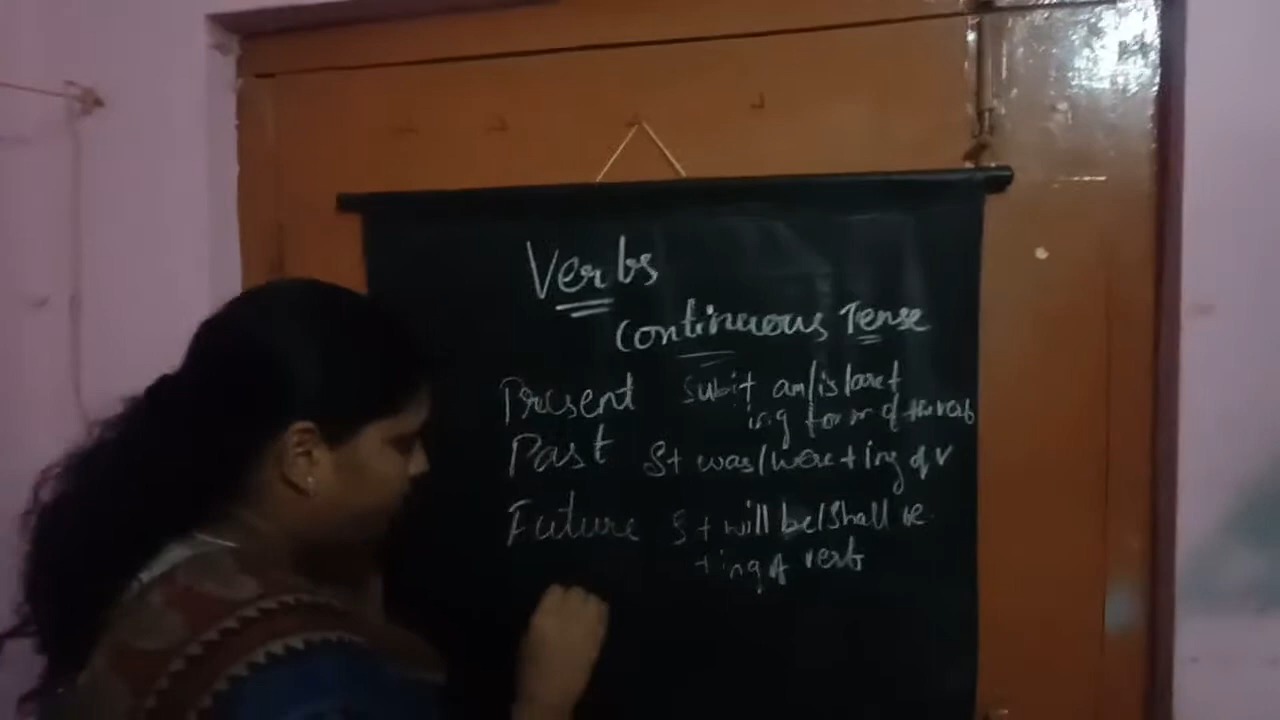 Verbs
Continuous Tense
Present Sub+ am/is/are +
ing form of the verb
Past S+ was/were + ing of v
Future S + will be/shall be
+ ing of verb